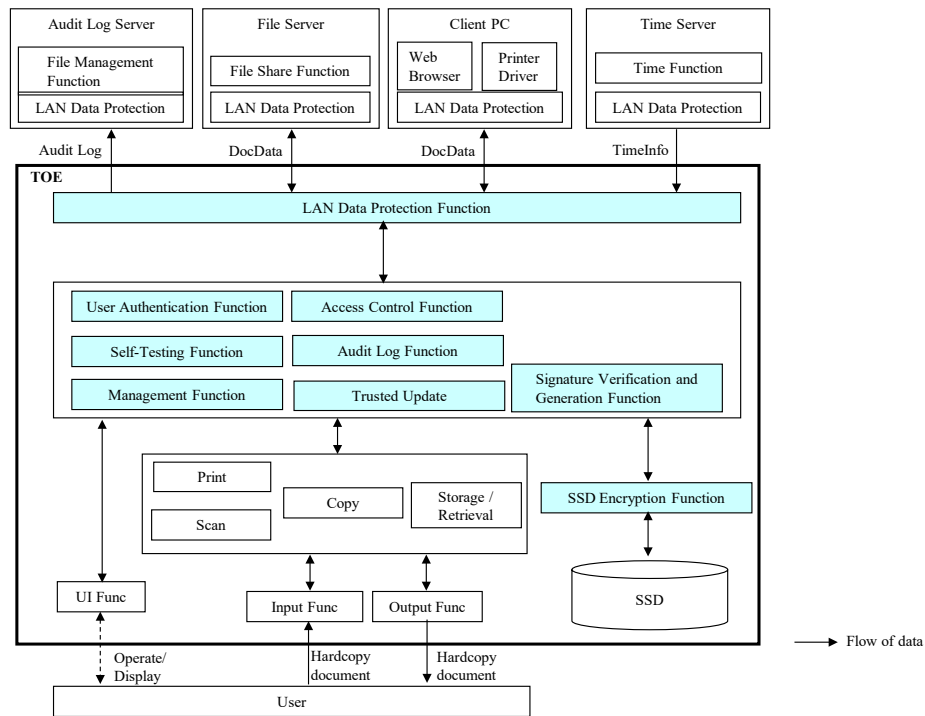 Audit Log Server
File Server
Client PC
Time Server
File Management
Function
File Share Function
Web
Browser
Printer
Driver
Time Function
LAN Data Protection
LAN Data Protection
LAN Data Protection
LAN Data Protection
Audit Log
DocData
DocData
TimeInfo
TOE
LAN Data Protection Function
User Authentication Function
Access Control Function
Self-Testing Function
Audit Log Function
Management Function
Trusted Update
Signature Verification and
Generation Function
Print
Copy
Storage /
Retrieval
Scan
SSD Encryption Function
SSD
UI Func
Input Func
Output Func
Flow of data
Operate/
Display
Hardcopy
document
Hardcopy
document
User